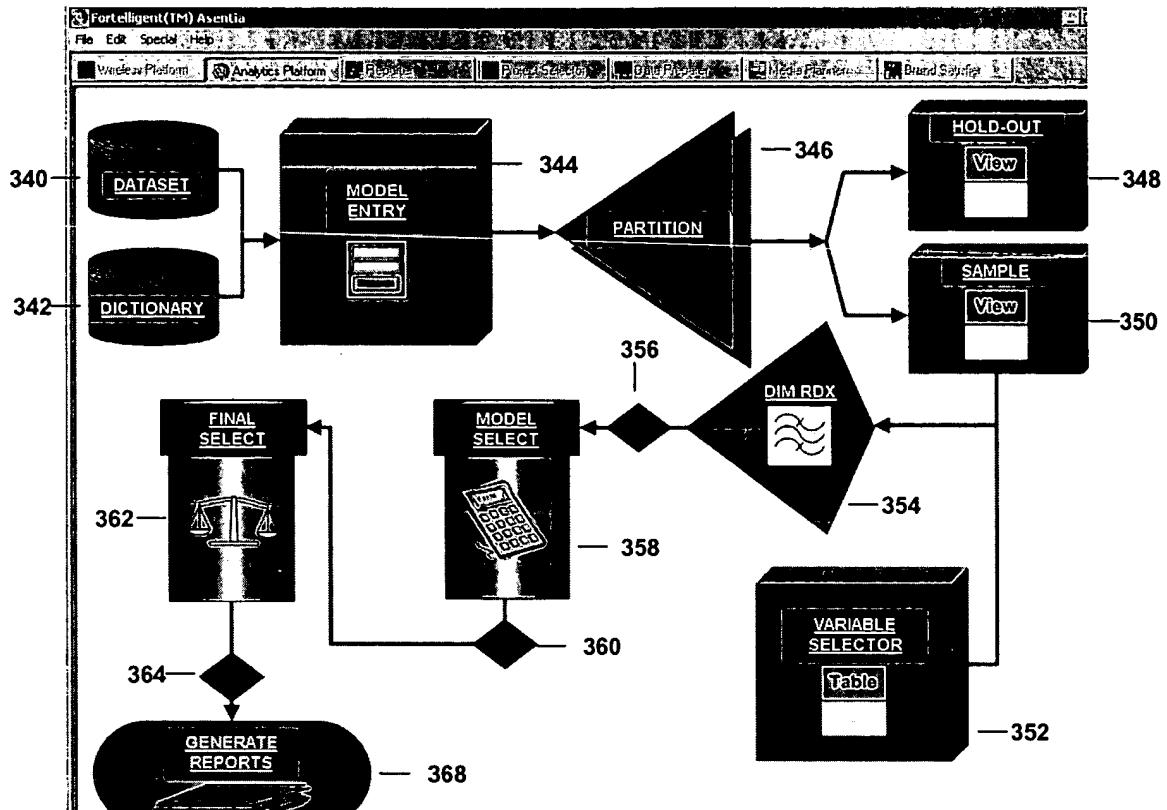 Fortelligent(TM) Asentia
File Edit Special Help
Wireless Platform Analytics Platform Media Planner Brand
HOLD-OUT
View
348
346
344
340
DATASET
MODEL
ENTRY
PARTITION
SAMPLE
View
350
342
DICTIONARY
356
DIM RDX
354
FINAL
SELECT
MODEL
SELECT
362
358
360
VARIABLE
SELECTOR
Table
352
364
GENERATE
REPORTS
368